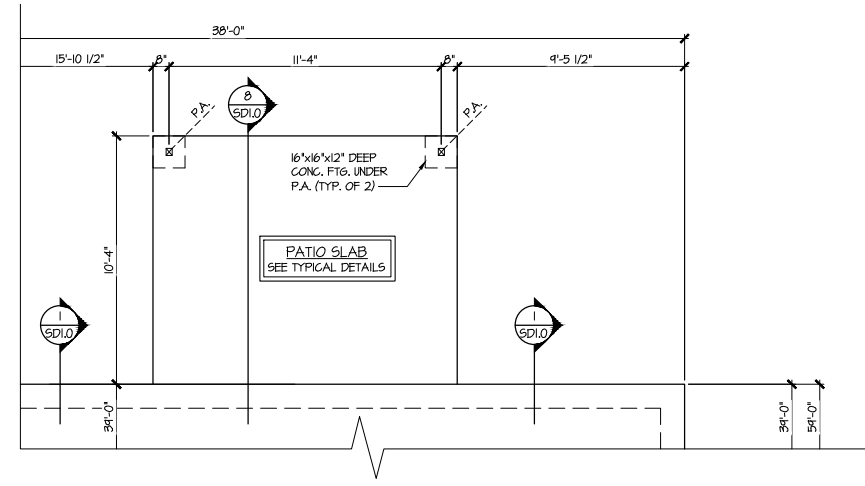 38'-0"
15'-10 1/2"
8"
11'-4"
8"
9'-5 1/2"
P.A.
8
SD1.0
P.A.
16"x16"x12" DEEP
CONC. FTG. UNDER
P.A. (TYP. OF 2)
10'-4"
PATIO SLAB
SEE TYPICAL DETAILS
1
SD1.0
1
SD1.0
39'-0"
39'-0"
59'-0"